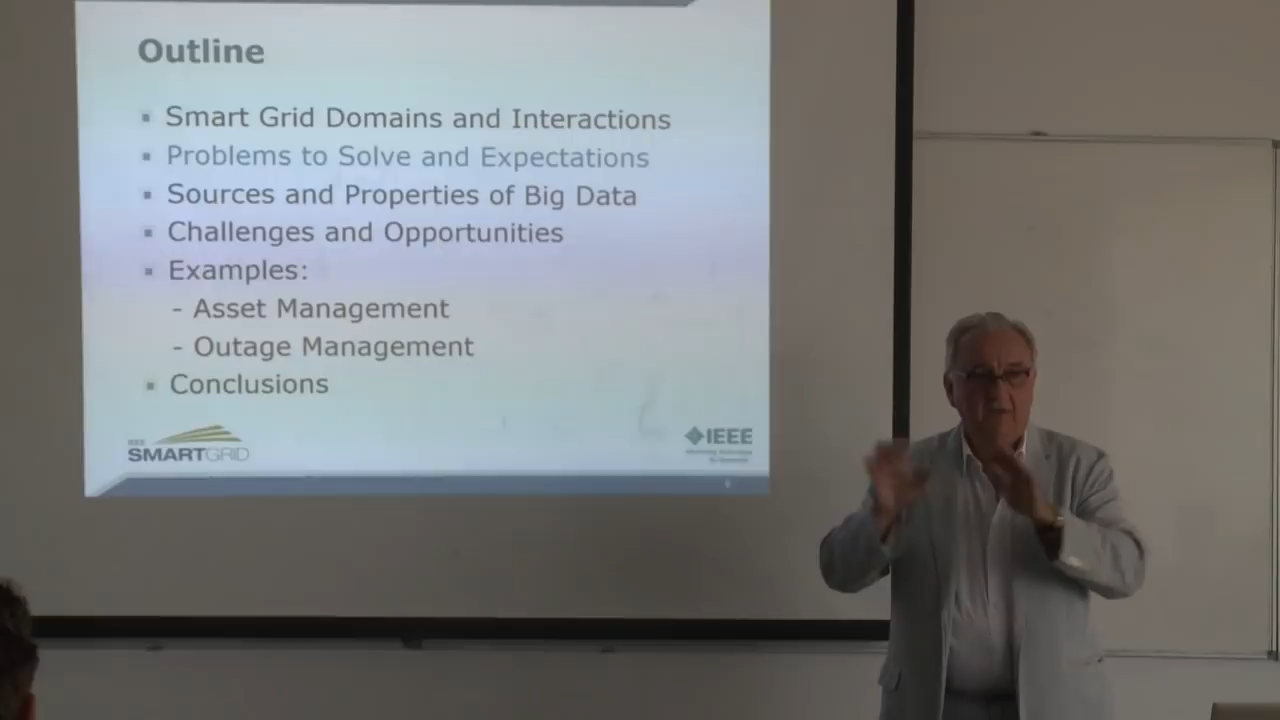 Outline
▪ Smart Grid Domains and Interactions
▪ Problems to Solve and Expectations
▪ Sources and Properties of Big Data
▪ Challenges and Opportunities
▪ Examples:
- Asset Management
- Outage Management
▪ Conclusions
IEEE
SMARTGRID
IEEE